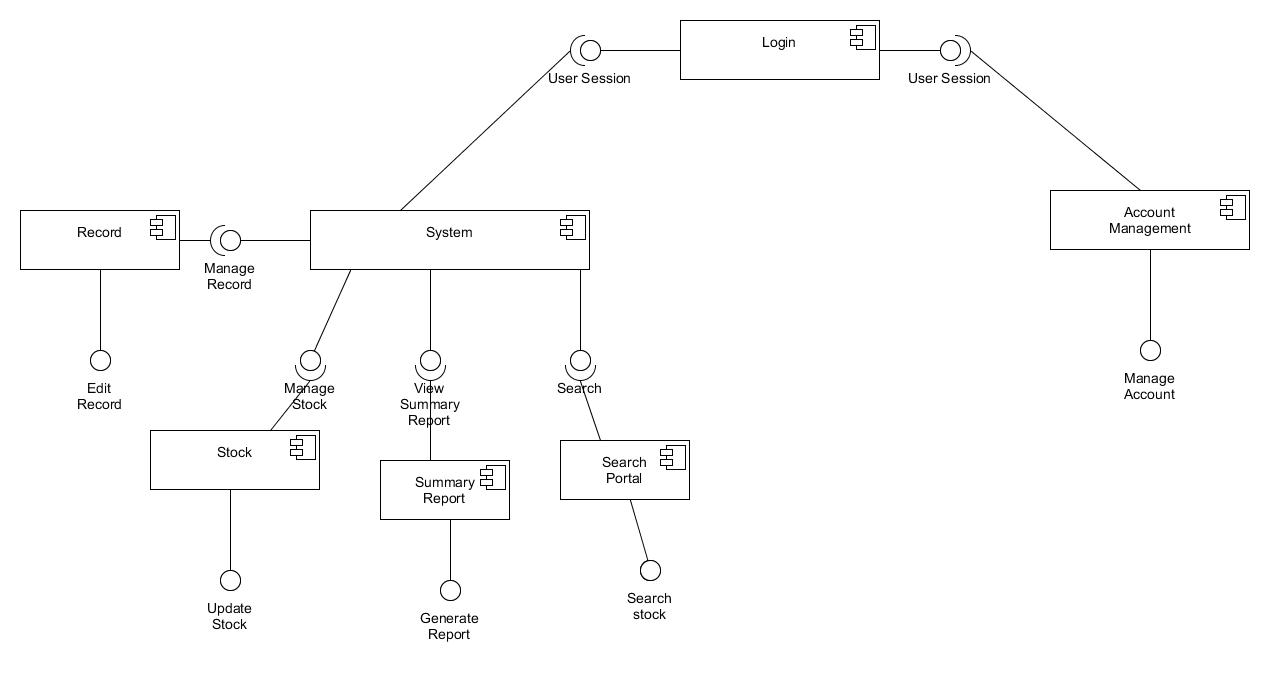 Login
User Session
User Session
Account
Management
Record
System
Manage
Record
Edit
Record
Manage
Stock
View
Summary
Report
Search
Manage
Account
Stock
Summary
Report
Search
Portal
Update
Stock
Generate
Report
Search
stock